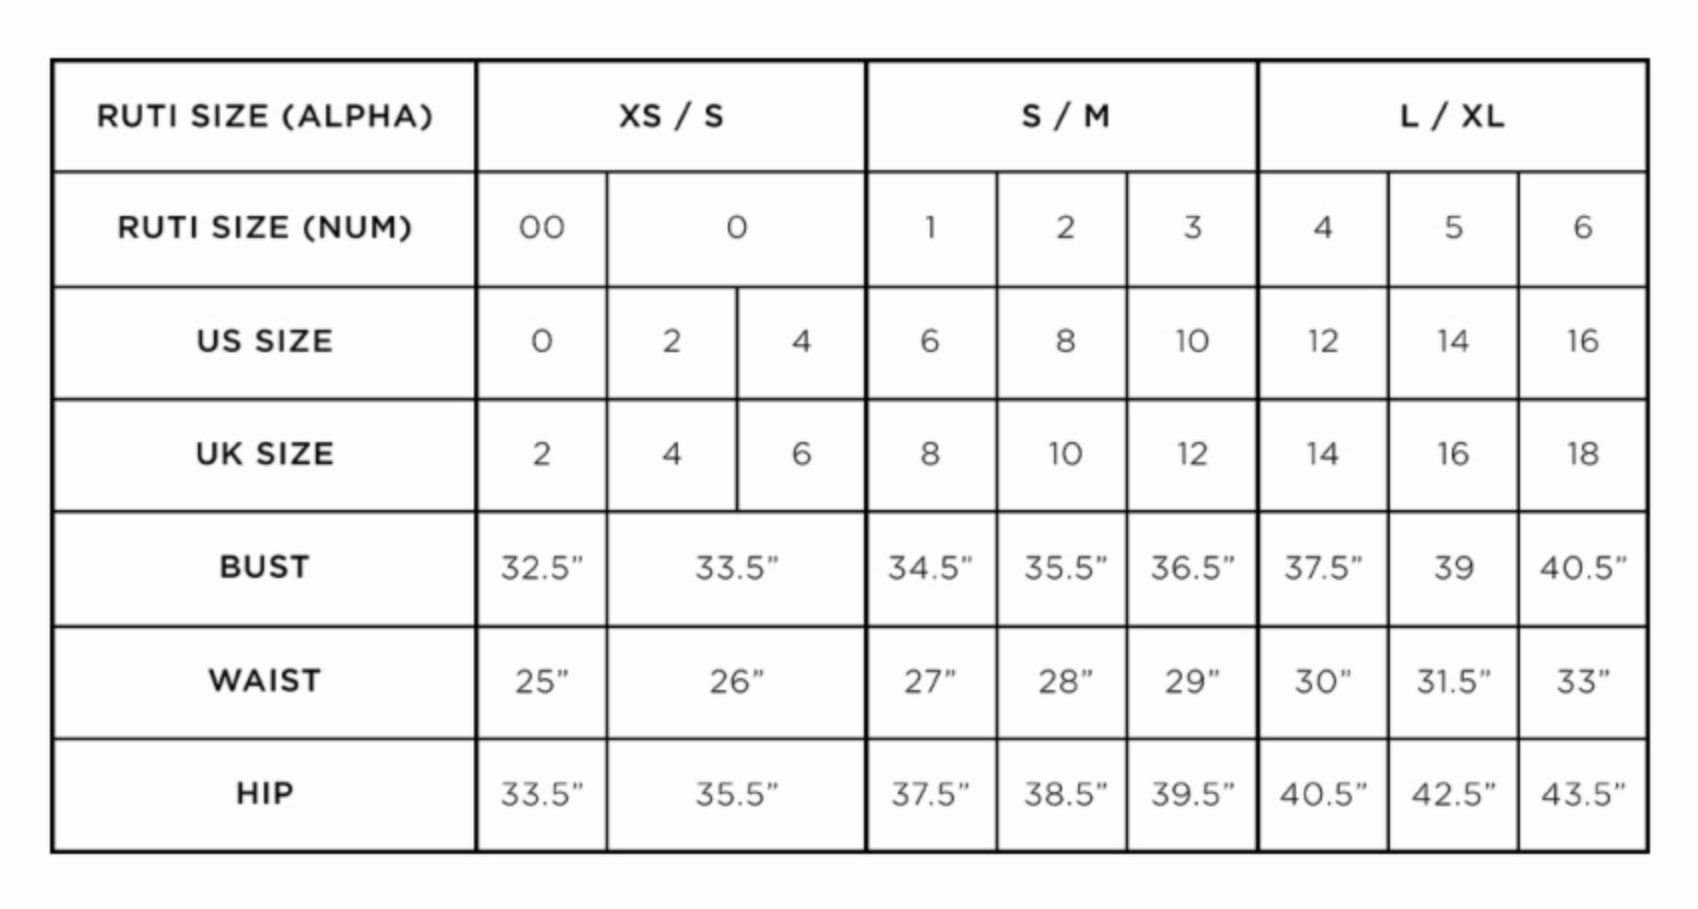 RUTI SIZE (ALPHA) XS / S S / M L / XL
RUTI SIZE (NUM) 00 0 1 2 3 4 5 6
US SIZE 0 2 4 6 8 10 12 14 16
UK SIZE 2 4 6 8 10 12 14 16 18
BUST 32.5” 33.5” 34.5” 35.5” 36.5” 37.5” 39 40.5”
WAIST 25” 26” 27” 28” 29” 30” 31.5” 33”
HIP 33.5” 35.5” 37.5” 38.5” 39.5” 40.5” 42.5” 43.5”